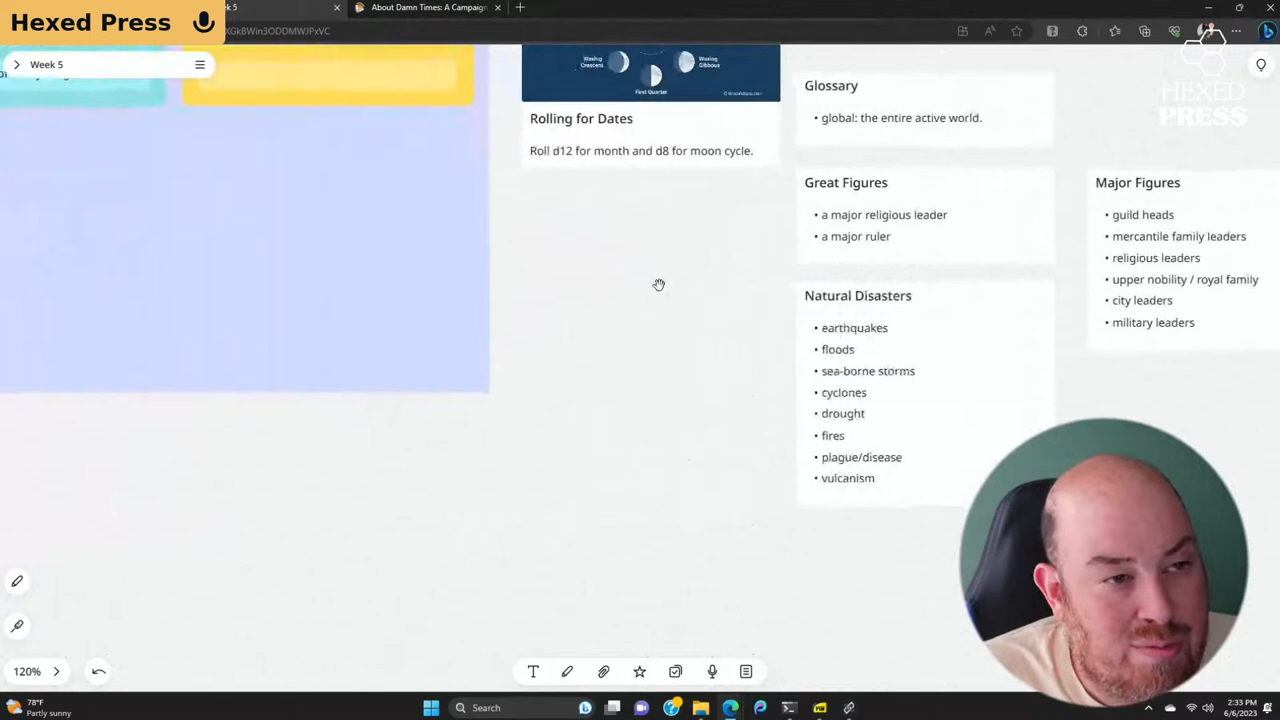 Hexed Press
k 5
About Damn Times: A Campaign
XGkBWin3ODDMWJPxVC
Week 5
HEXED
PRESS
Waxing
Crescent
Waxing
Gibbous
First Quarter
Rolling for Dates
Roll d12 for month and d8 for moon cycle.
Glossary
• global: the entire active world.
Great Figures
• a major religious leader
• a major ruler
Major Figures
• guild heads
• mercantile family leaders
• religious leaders
• upper nobility / royal family
• city leaders
• military leaders
Natural Disasters
• earthquakes
• floods
• sea-borne storms
• cyclones
• drought
• fires
• plague/disease
• vulcanism
120%
78°F
Partly sunny
Search
2:33 PM
6/6/2023